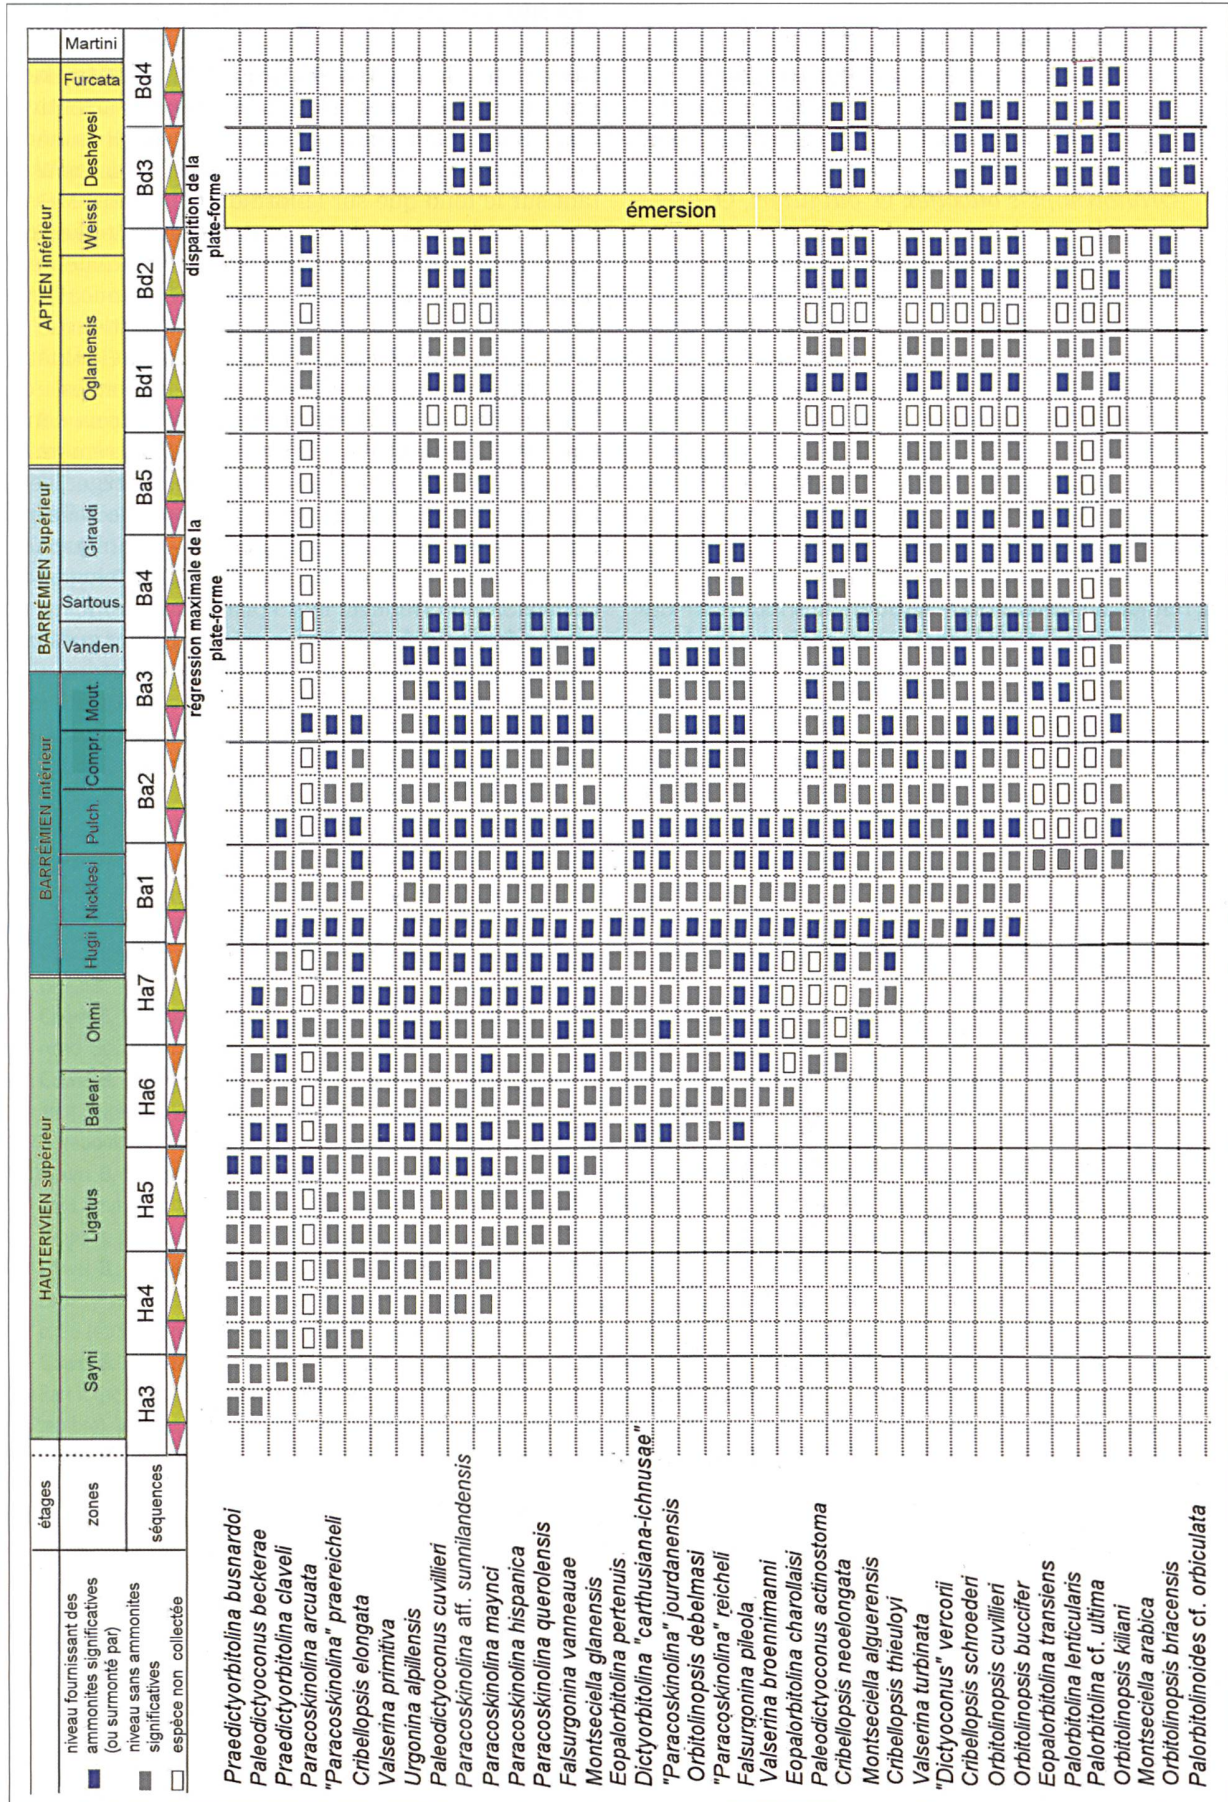 étages
HAUTERIVIEN supérieur
BARRÉMIEN inférieur
BARRÉMIEN supérieur
APTIEN inférieur
zones
Sayni
Ligatus
Balear.
Ohmi
Hugii
Nicklesi
Pulch.
Compr.
Mout.
Vanden.
Sartous.
Giraudi
Oglanlensis
Weissi
Deshayesi
Furcata
Martini
séquences
Ha3
Ha4
Ha5
Ha6
Ha7
Ba1
Ba2
Ba3
Ba4
Ba5
Bd1
Bd2
Bd3
Bd4
niveau fournissant des
ammonites significatives
(ou surmonté par)
niveau sans ammonites
significatives
espèce non collectée
régression maximale de la
plate-forme
disparition de la
plate-forme
émersion
Praedictyorbitolina busnardoi
Paleodictyoconus beckerae
Praedictyorbitolina claveli
Paracoskinolina arcuata
"Paracoskinolina" praereicheli
Cribellopsis elongata
Valserina primitiva
Urgonina alpillensis
Paleodictyoconus cuvillieri
Paracoskinolina aff. sunnilandensis
Paracoskinolina maynci
Paracoskinolina hispanica
Paracoskinolina querolensis
Falsurgonina vanneauae
Montseciella glanensis
Eopalorbitolina pertenuis
Dictyorbitolina "carthusiana-ichnusae"
"Paracoskinolina" jourdanensis
Orbitolinopsis debelmasi
"Paracoskinolina" reicheli
Falsurgonina pileola
Valserina broennimanni
Eopalorbitolina charollaisi
Paleodictyoconus actinostoma
Cribellopsis neoelongata
Montseciella alguerensis
Cribellopsis thieuloyi
Valserina turbinata
"Dictyoconus" vercorii
Cribellopsis schroederi
Orbitolinopsis cuvillieri
Orbitolinopsis buccifer
Eopalorbitolina transiens
Palorbitolina lenticularis
Palorbitolina cf. ultima
Orbitolinopsis kiliani
Montseciella arabica
Orbitolinopsis briacensis
Palorbitolinoides cf. orbiculata